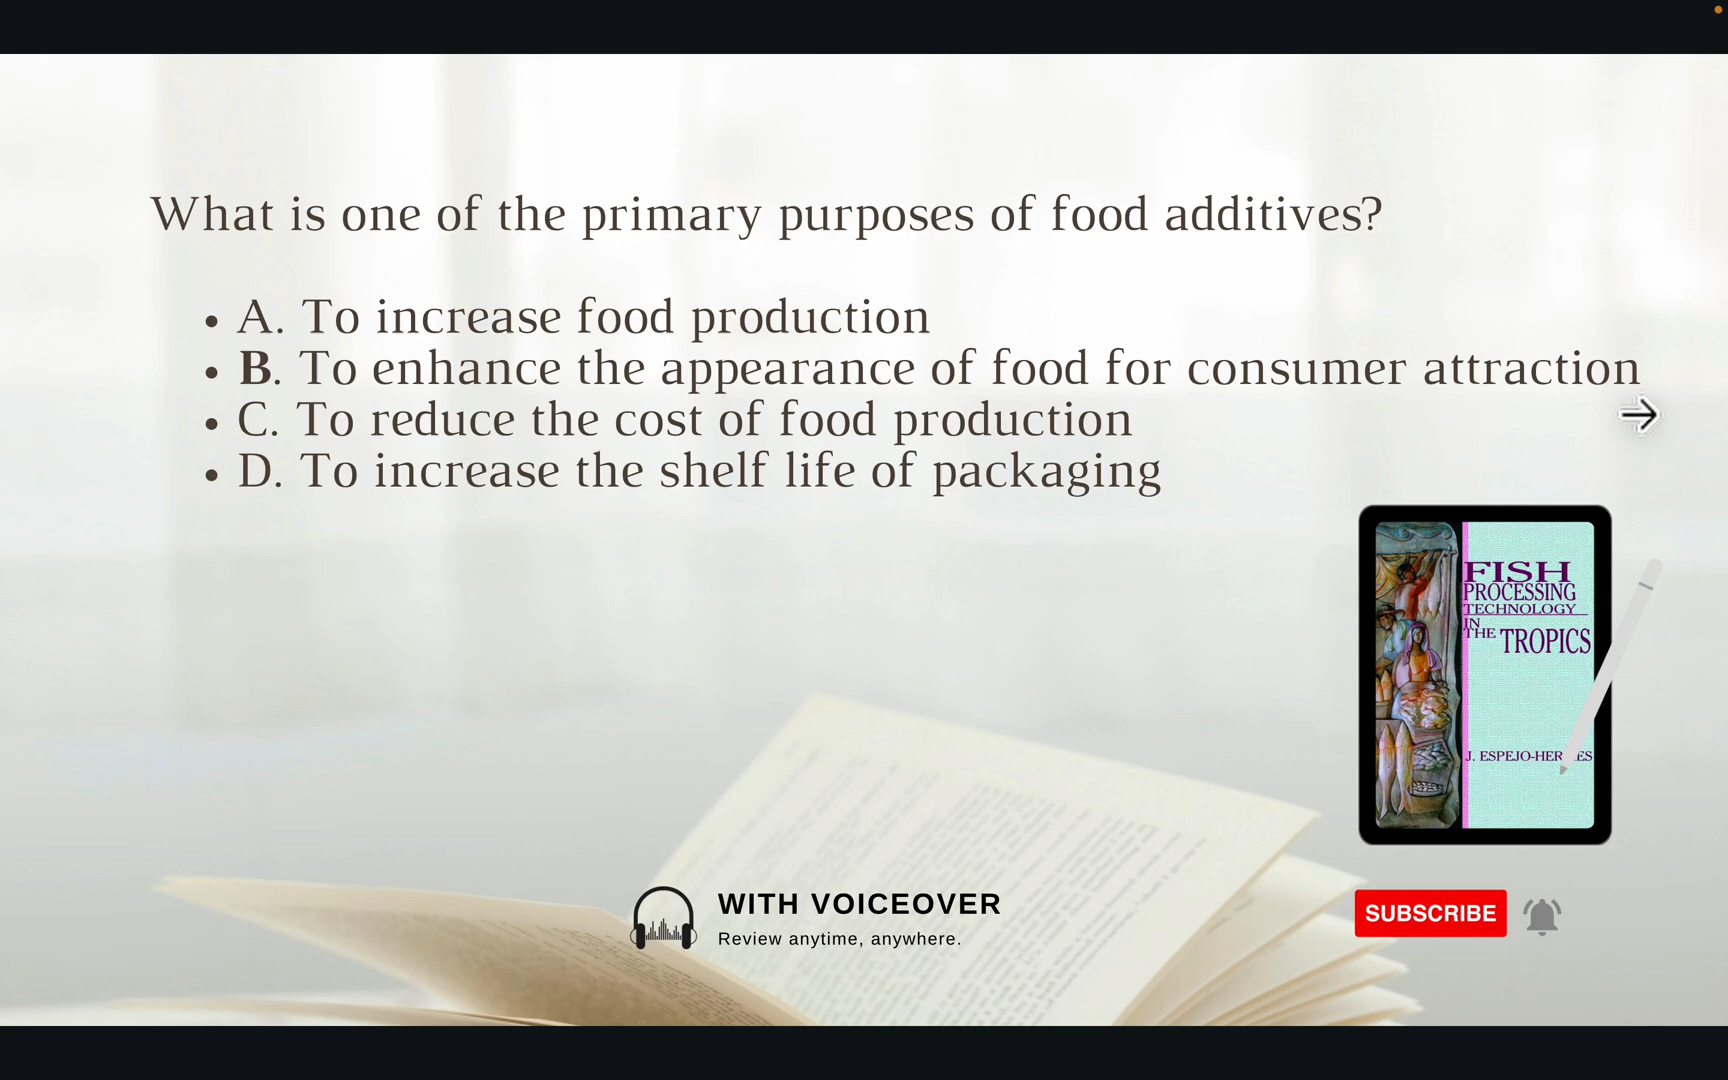 What is one of the primary purposes of food additives?
• A. To increase food production
• B. To enhance the appearance of food for consumer attraction
• C. To reduce the cost of food production
• D. To increase the shelf life of packaging
FISH
PROCESSING
TECHNOLOGY
IN
THE TROPICS
J. ESPEJO-HER
WITH VOICEOVER
Review anytime, anywhere.
SUBSCRIBE